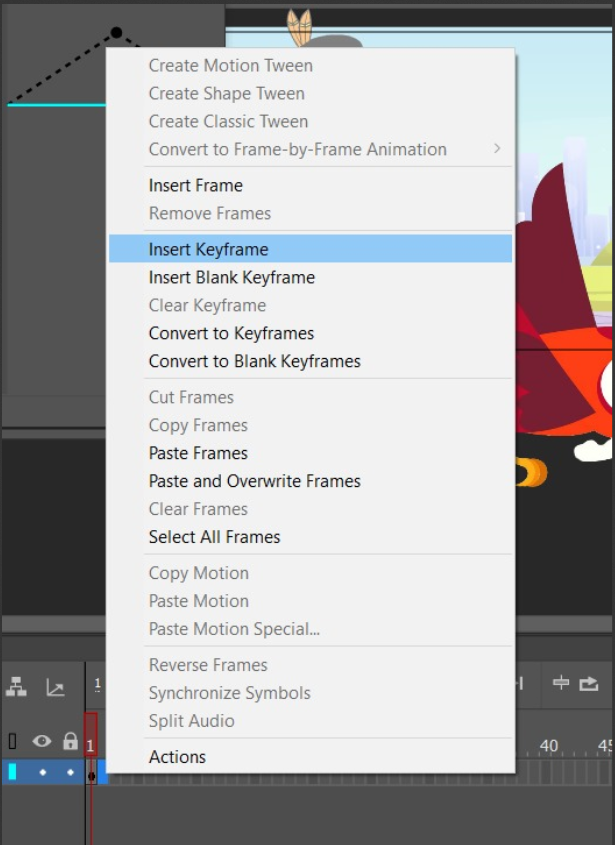 Create Motion Tween
Create Shape Tween
Create Classic Tween
Convert to Frame-by-Frame Animation
Insert Frame
Remove Frames
Insert Keyframe
Insert Blank Keyframe
Clear Keyframe
Convert to Keyframes
Convert to Blank Keyframes
Cut Frames
Copy Frames
Paste Frames
Paste and Overwrite Frames
Clear Frames
Select All Frames
Copy Motion
Paste Motion
Paste Motion Special...
Reverse Frames
Synchronize Symbols
Split Audio
Actions
1
1 40 45